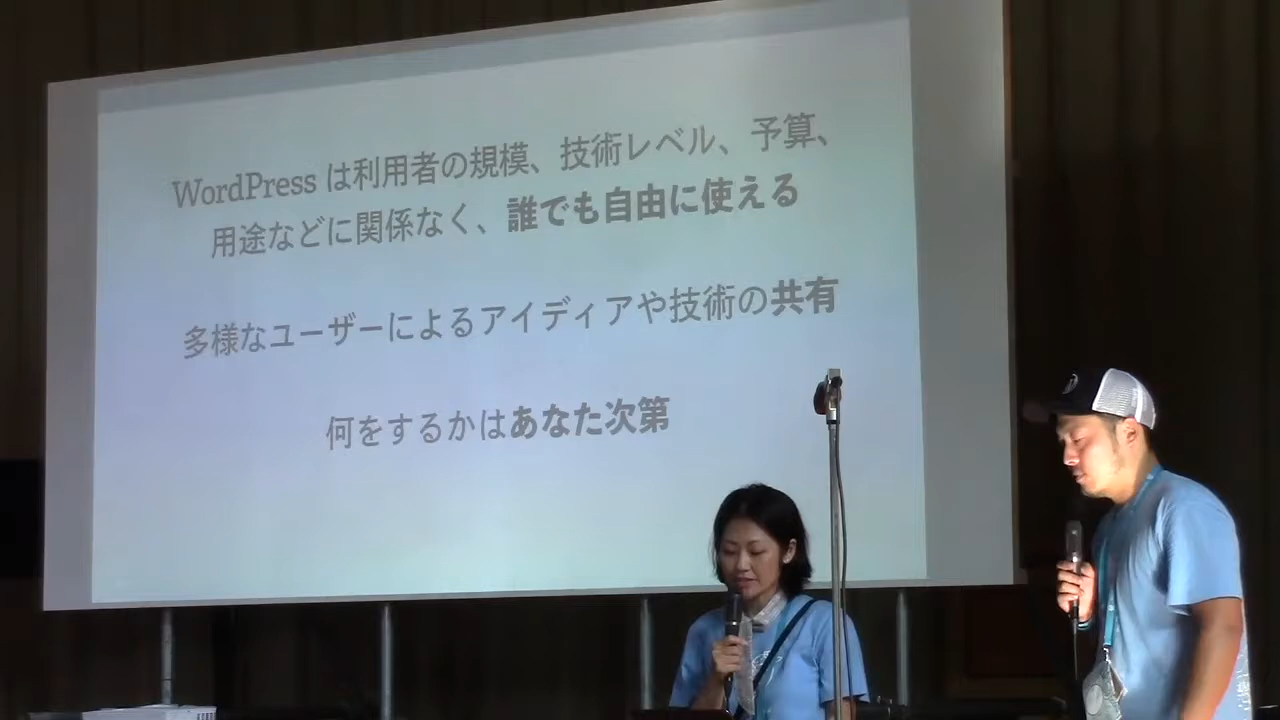 WordPress は利用者の規模、技術レベル、予算、
用途などに関係なく、誰でも自由に使える
多様なユーザーによるアイディアや技術の共有
何をするかはあなた次第